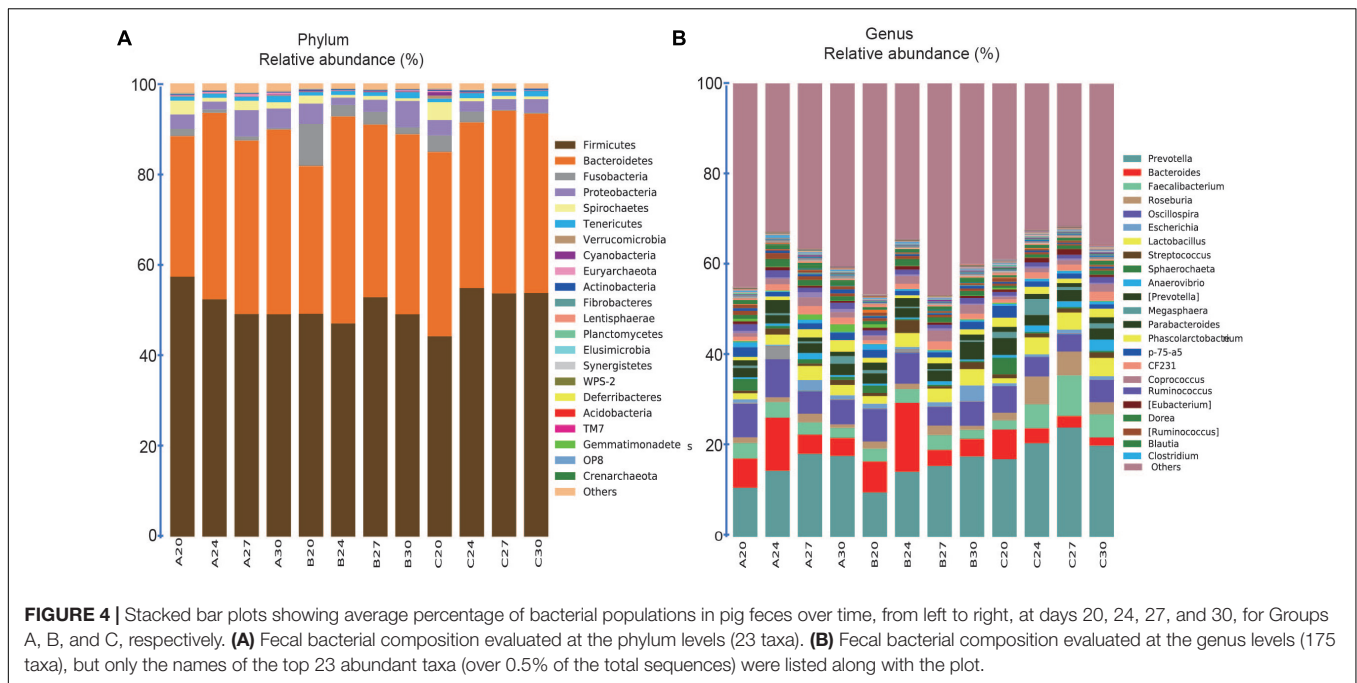 A
Phylum
Relative abundance (%)
100
80
60
40
20
0
A20
A24
A27
A30
B20
B24
B27
B30
C20
C24
C27
C30
Firmicutes
Bacteroidetes
Fusobacteria
Proteobacteria
Spirochaetes
Tenericutes
Verrucomicrobia
Cyanobacteria
Euryarchaeota
Actinobacteria
Fibrobacteres
Lentisphaerae
Planctomycetes
Elusimicrobia
Synergistetes
WPS-2
Deferribacteres
Acidobacteria
TM7
Gemmatimonadete s
OP8
Crenarchaeota
Others
B
Genus
Relative abundance (%)
100
80
60
40
20
0
A20
A24
A27
A30
B20
B24
B27
B30
C20
C24
C27
C30
Prevotella
Bacteroides
Faecalibacterium
Roseburia
Oscillospira
Escherichia
Lactobacillus
Streptococcus
Sphaerochaeta
Anaerovibrio
[Prevotella]
Megasphaera
Parabacteroides
Phascolarctobacterium
p-75-a5
CF231
Coprococcus
Ruminococcus
[Eubacterium]
Dorea
[Ruminococcus]
Blautia
Clostridium
Others
FIGURE 4 | Stacked bar plots showing average percentage of bacterial populations in pig feces over time, from left to right, at days 20, 24, 27, and 30, for Groups
A, B, and C, respectively. (A) Fecal bacterial composition evaluated at the phylum levels (23 taxa). (B) Fecal bacterial composition evaluated at the genus levels (175
taxa), but only the names of the top 23 abundant taxa (over 0.5% of the total sequences) were listed along with the plot.